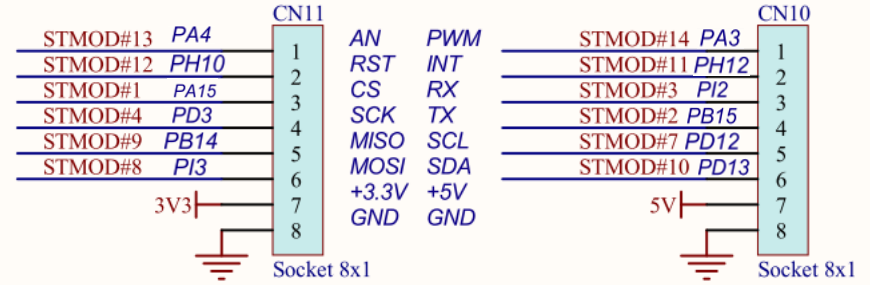 CN11 CN10
STMOD#13 PA4 1 AN PWM STMOD#14 PA3 1
STMOD#12 PH10 2 RST INT STMOD#11 PH12 2
STMOD#1 PA15 3 CS RX STMOD#3 PI2 3
STMOD#4 PD3 4 SCK TX STMOD#2 PB15 4
STMOD#9 PB14 5 MISO SCL STMOD#7 PD12 5
STMOD#8 PI3 6 MOSI SDA STMOD#10 PD13 6
3V3 7 +3.3V +5V 5V 7
8 GND GND 8
Socket 8x1 Socket 8x1